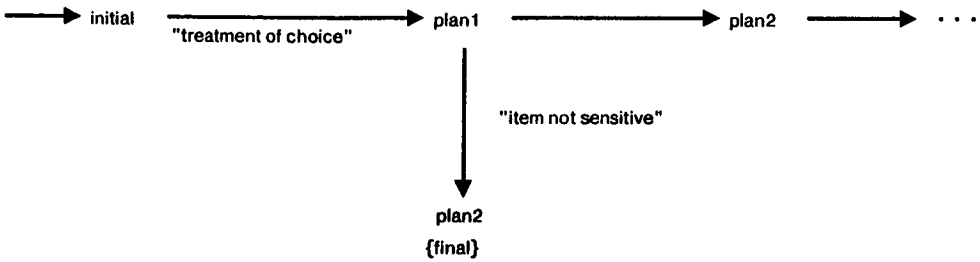 initial
plan1
plan2
· · ·
"treatment of choice"
"item not sensitive"
plan2
{final}